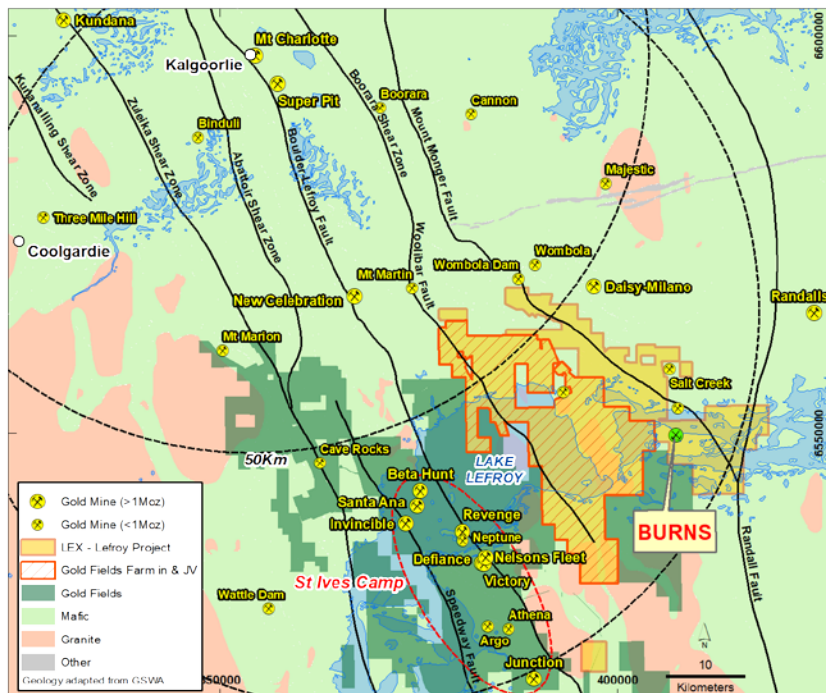 Kundana
Mt Charlotte
Kalgoorlie
Super Pit
Boorara
Cannon
Binduli
Majestic
Kunanalling Shear Zone
Zuleika Shear Zone
Abattoir Shear Zone
Boulder Lefroy Fault
Boorara Shear Zone
Mount Monger Fault
6600000
Three Mile Hill
Coolgardie
Woolibar Fault
Wombola
Wombola Dam
Mt Martin
Daisy-Milano
New Celebration
Randalls
Mt Marion
Salt Creek
6550000
50Km
Cave Rocks
LAKE
LEFROY
Beta Hunt
Santa Ana
Invincible
Revenge
Neptune
BURNS
Defiance
Nelsons Fleet
Victory
St Ives Camp
Randall Fault
Wattle Dam
Speedway Fault
Athena
Argo
Junction
Gold Mine (>1Moz)
Gold Mine (<1Moz)
LEX - Lefroy Project
Gold Fields Farm in & JV
Gold Fields
Mafic
Granite
Other
Geology adapted from GSWA
350000
400000
N
10
Kilometers